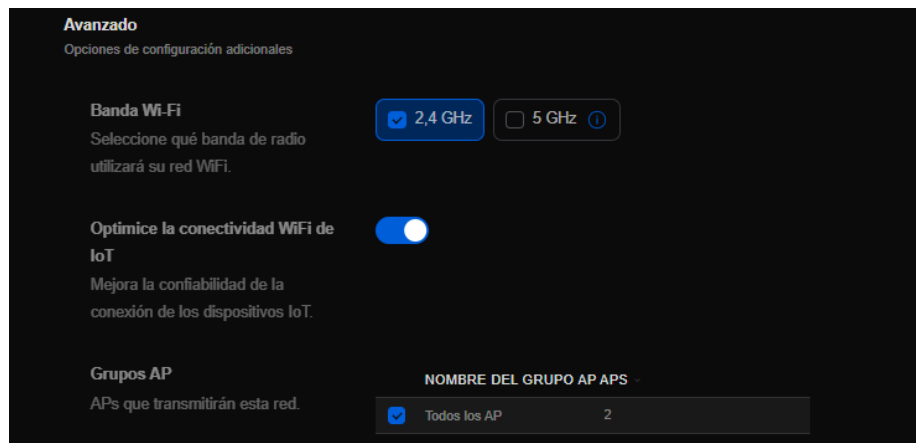 Avanzado
Opciones de configuración adicionales
Banda Wi-Fi
2,4 GHz
5 GHz
Seleccione qué banda de radio
utilizará su red WiFi.
Optimice la conectividad WiFi de
IoT
Mejora la confiabilidad de la
conexión de los dispositivos IoT.
Grupos AP
APs que transmitirán esta red.
NOMBRE DEL GRUPO AP APS
Todos los AP 2